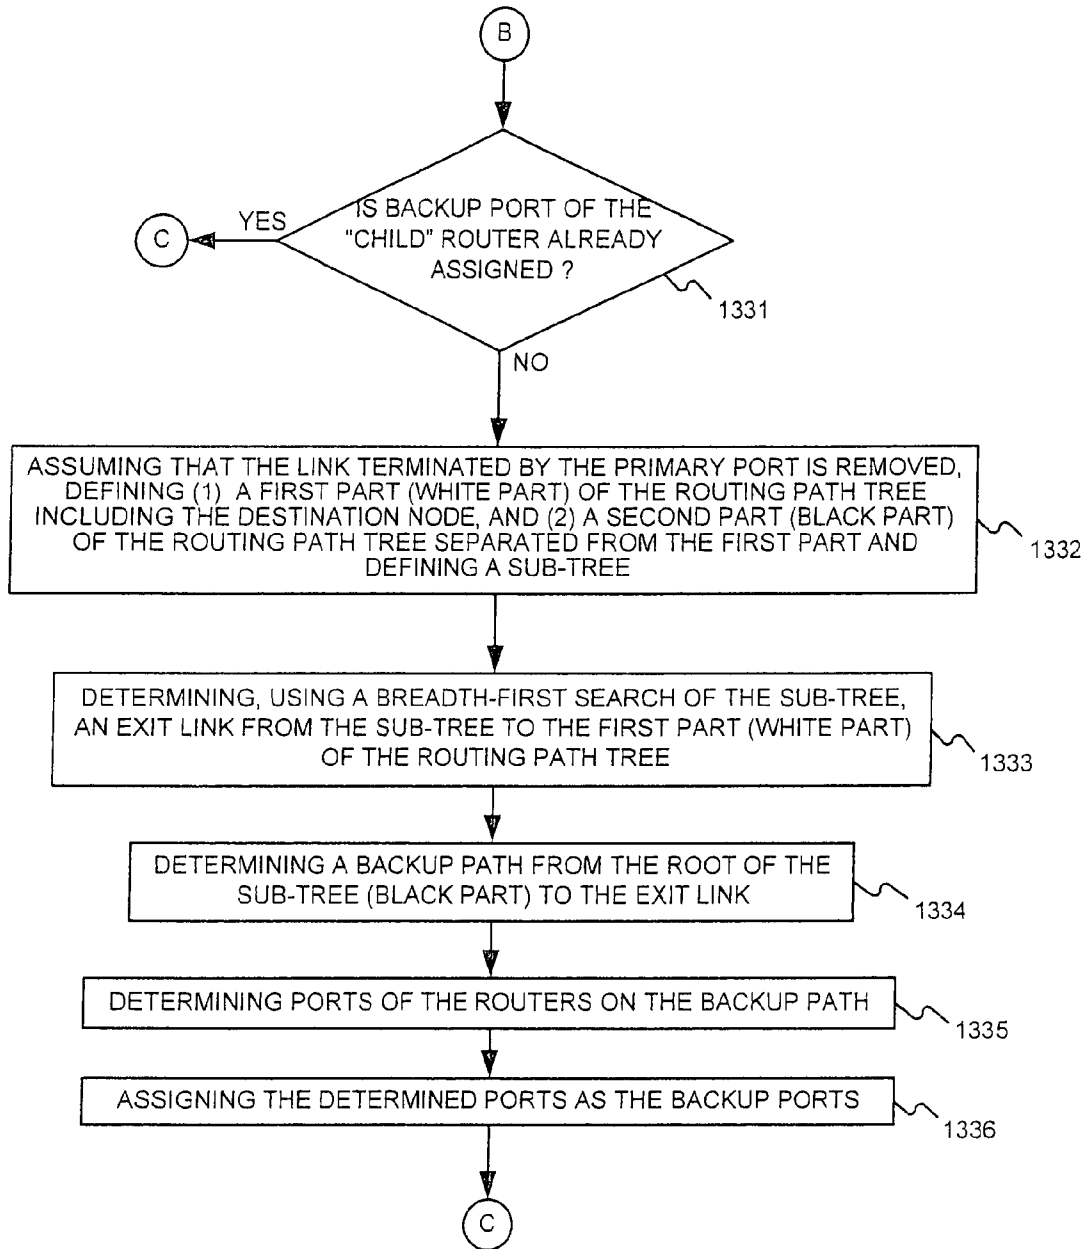 B
IS BACKUP PORT OF THE
"CHILD" ROUTER ALREADY
ASSIGNED ?
YES
C
1331
NO
ASSUMING THAT THE LINK TERMINATED BY THE PRIMARY PORT IS REMOVED,
DEFINING (1) A FIRST PART (WHITE PART) OF THE ROUTING PATH TREE
INCLUDING THE DESTINATION NODE, AND (2) A SECOND PART (BLACK PART)
OF THE ROUTING PATH TREE SEPARATED FROM THE FIRST PART AND
DEFINING A SUB-TREE
1332
DETERMINING, USING A BREADTH-FIRST SEARCH OF THE SUB-TREE,
AN EXIT LINK FROM THE SUB-TREE TO THE FIRST PART (WHITE PART)
OF THE ROUTING PATH TREE
1333
DETERMINING A BACKUP PATH FROM THE ROOT OF THE
SUB-TREE (BLACK PART) TO THE EXIT LINK
1334
DETERMINING PORTS OF THE ROUTERS ON THE BACKUP PATH
1335
ASSIGNING THE DETERMINED PORTS AS THE BACKUP PORTS
1336
C